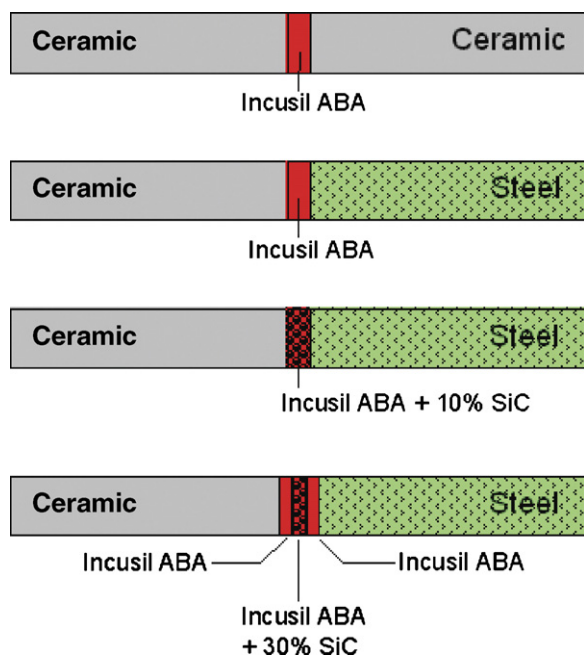 Ceramic Ceramic
Incusil ABA
Ceramic Steel
Incusil ABA
Ceramic Steel
Incusil ABA + 10% SiC
Ceramic Steel
Incusil ABA Incusil ABA
Incusil ABA
+ 30% SiC